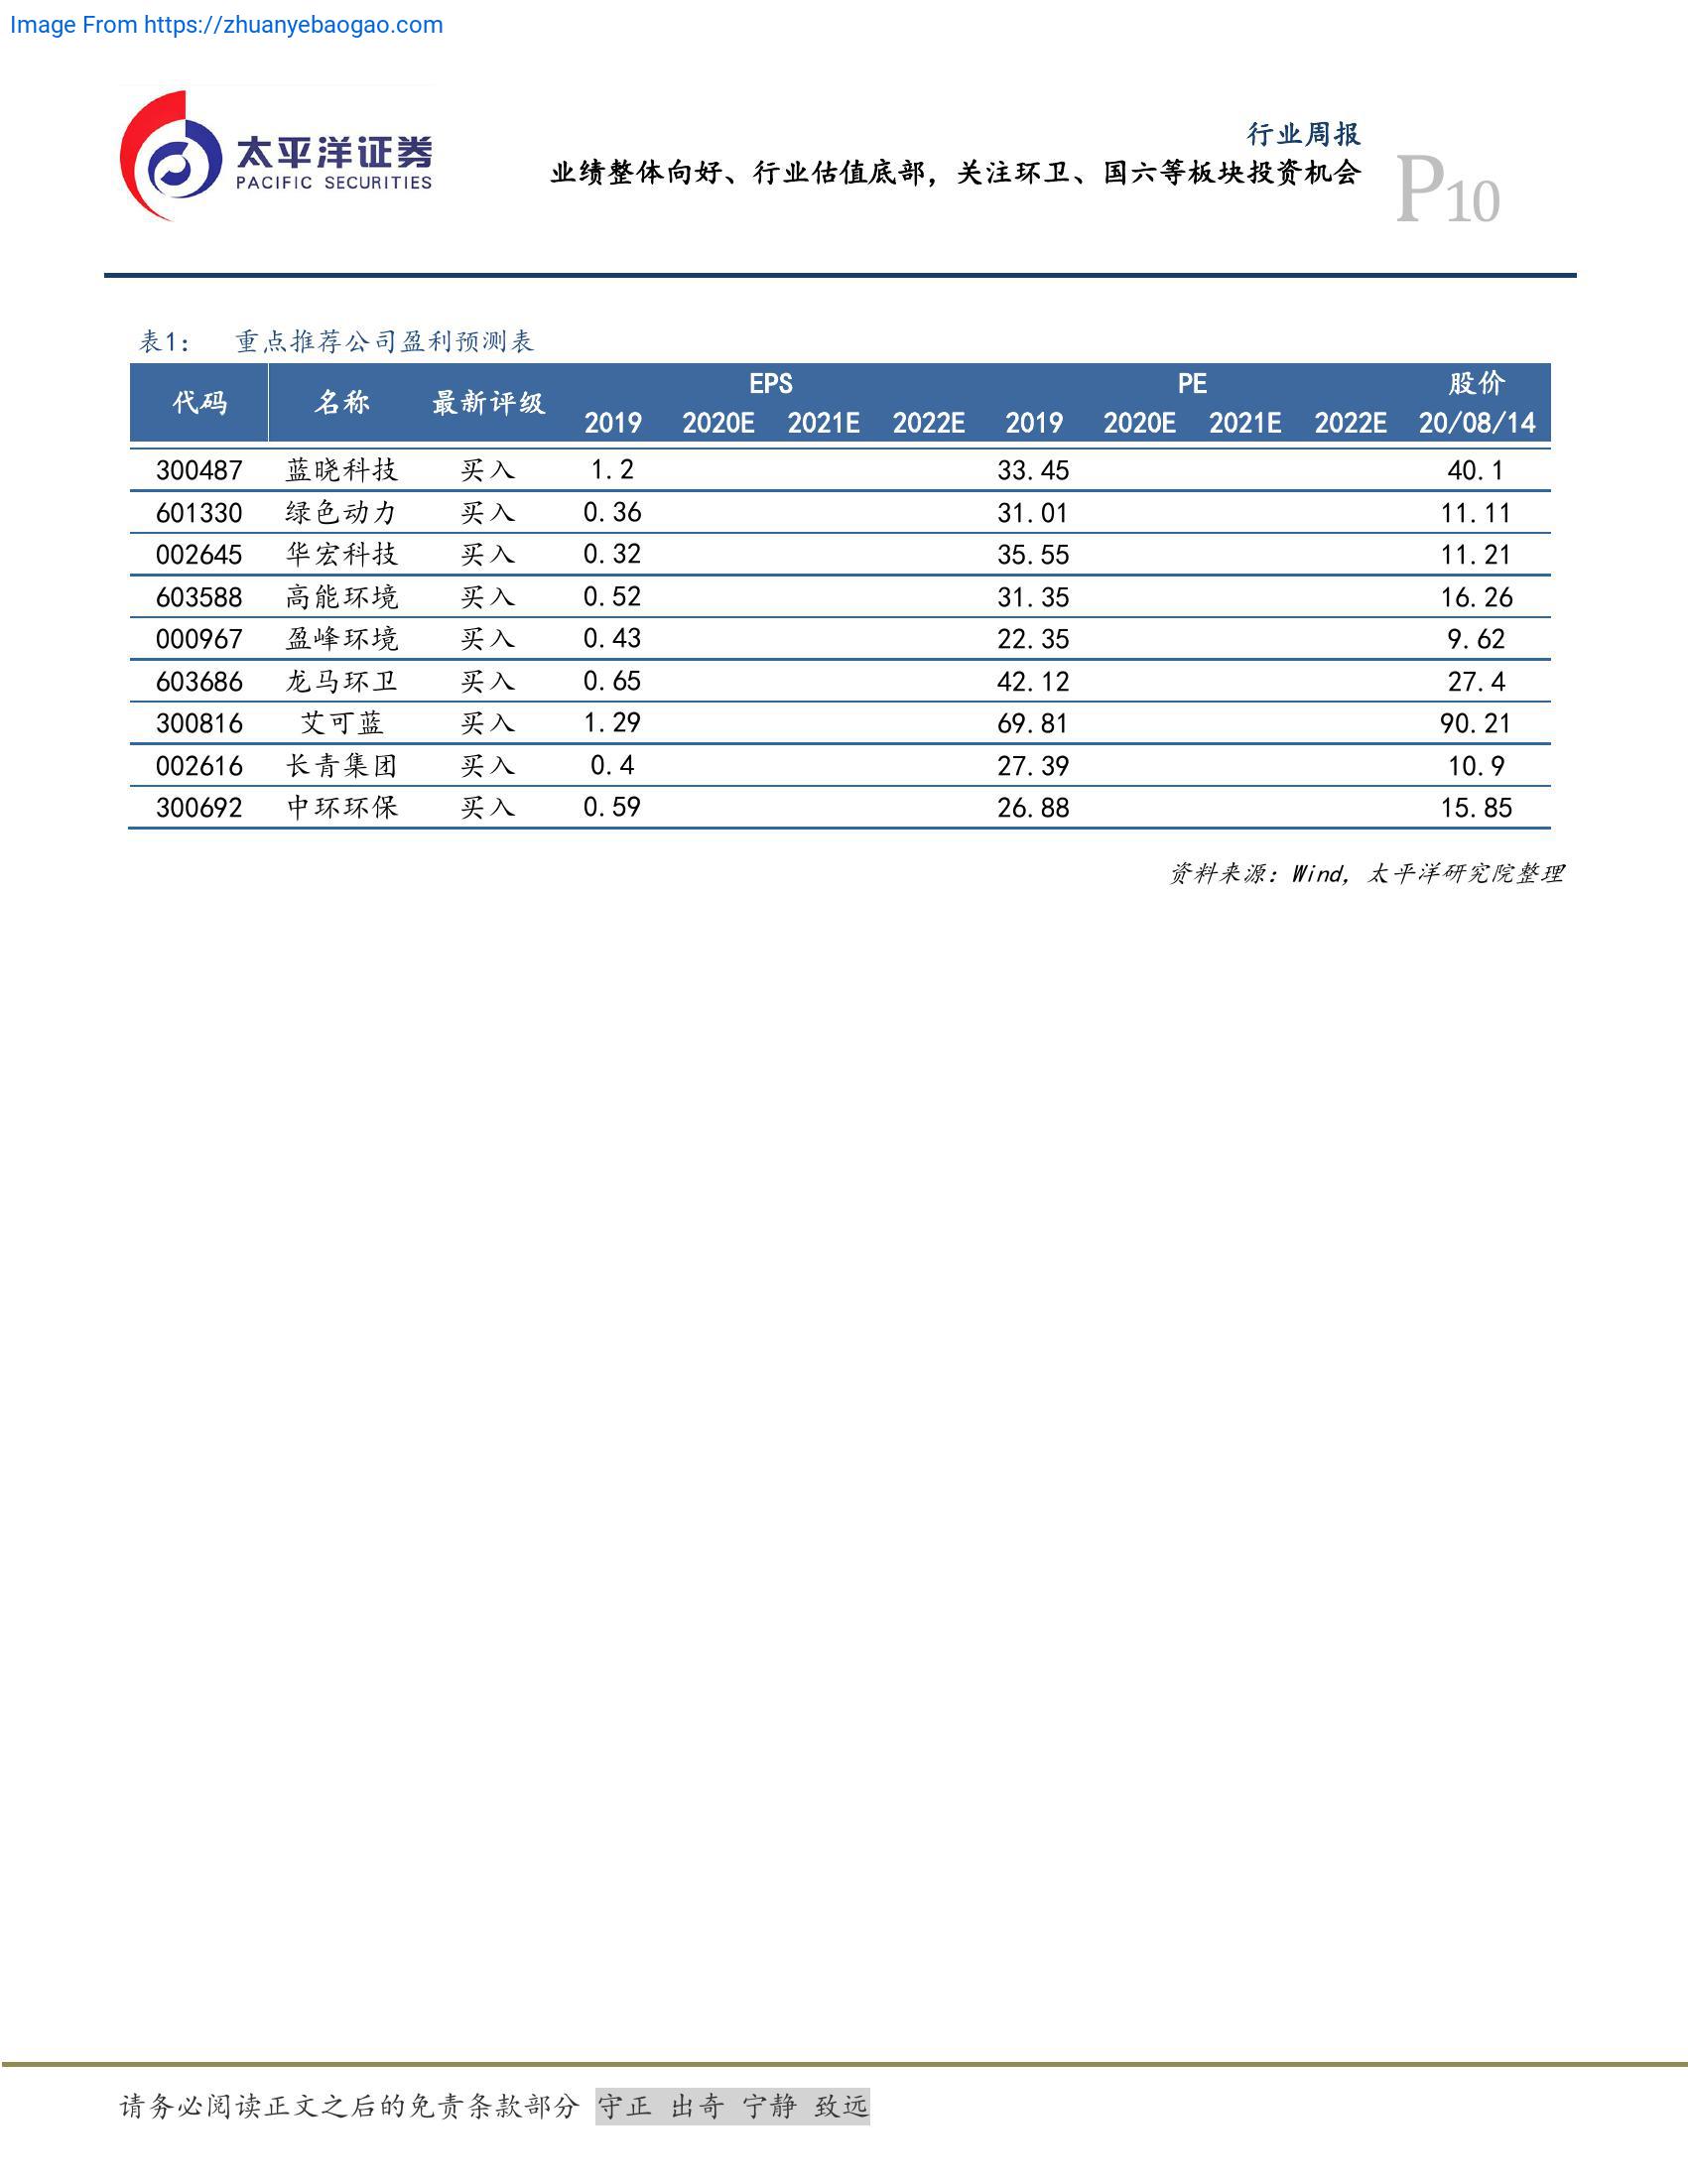 Image From https://zhuanyebaogao.com
太平洋证券
PACIFIC SECURITIES
行业周报
业绩整体向好、行业估值底部，关注环卫、国六等板块投资机会
P10
表1： 重点推荐公司盈利预测表
代码 名称 最新评级 EPS PE 股价
2019 2020E 2021E 2022E 2019 2020E 2021E 2022E 20/08/14
300487 蓝晓科技 买入 1.2 33.45 40.1
601330 绿色动力 买入 0.36 31.01 11.11
002645 华宏科技 买入 0.32 35.55 11.21
603588 高能环境 买入 0.52 31.35 16.26
000967 盈峰环境 买入 0.43 22.35 9.62
603686 龙马环卫 买入 0.65 42.12 27.4
300816 艾可蓝 买入 1.29 69.81 90.21
002616 长青集团 买入 0.4 27.39 10.9
300692 中环环保 买入 0.59 26.88 15.85
资料来源：Wind，太平洋研究院整理
请务必阅读正文之后的免责条款部分 守正 出奇 宁静 致远